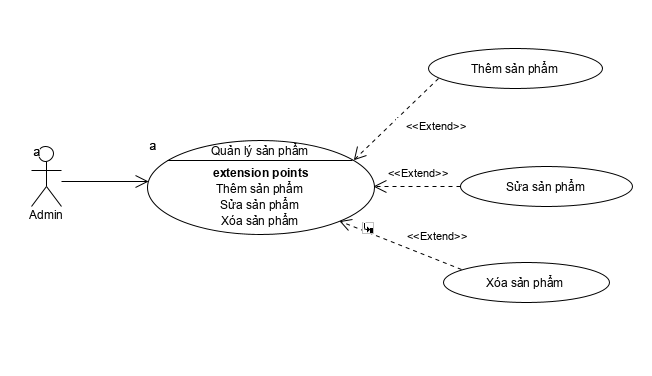 Thêm sản phẩm
<<Extend>>
a
a
Quản lý sản phẩm
extension points
Thêm sản phẩm
Sửa sản phẩm
Xóa sản phẩm
Admin
<<Extend>>
Sửa sản phẩm
<<Extend>>
Xóa sản phẩm